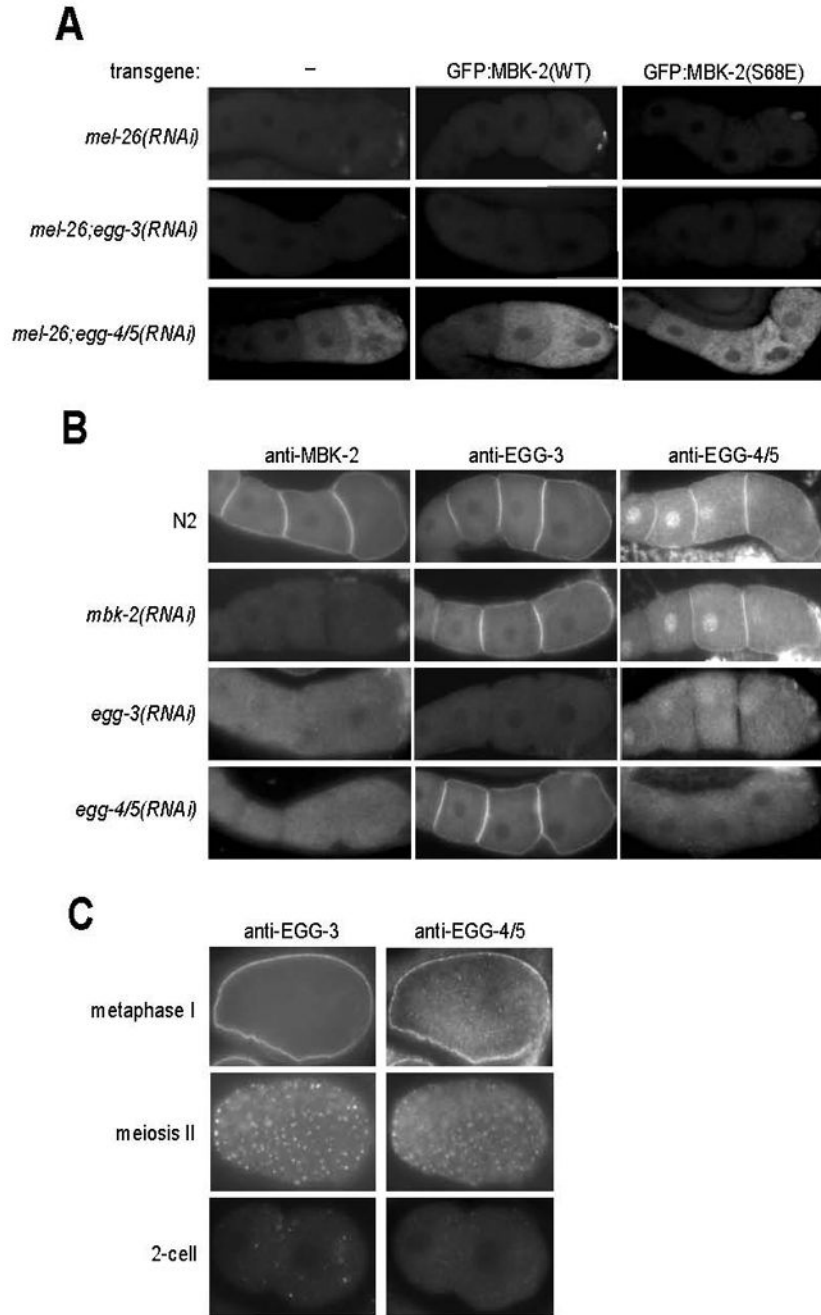 A
transgene: – GFP:MBK-2(WT) GFP:MBK-2(S68E)
mel-26(RNAi)
mel-26;egg-3(RNAi)
mel-26;egg-4/5(RNAi)
B
anti-MBK-2 anti-EGG-3 anti-EGG-4/5
N2
mbk-2(RNAi)
egg-3(RNAi)
egg-4/5(RNAi)
C
anti-EGG-3 anti-EGG-4/5
metaphase I
meiosis II
2-cell